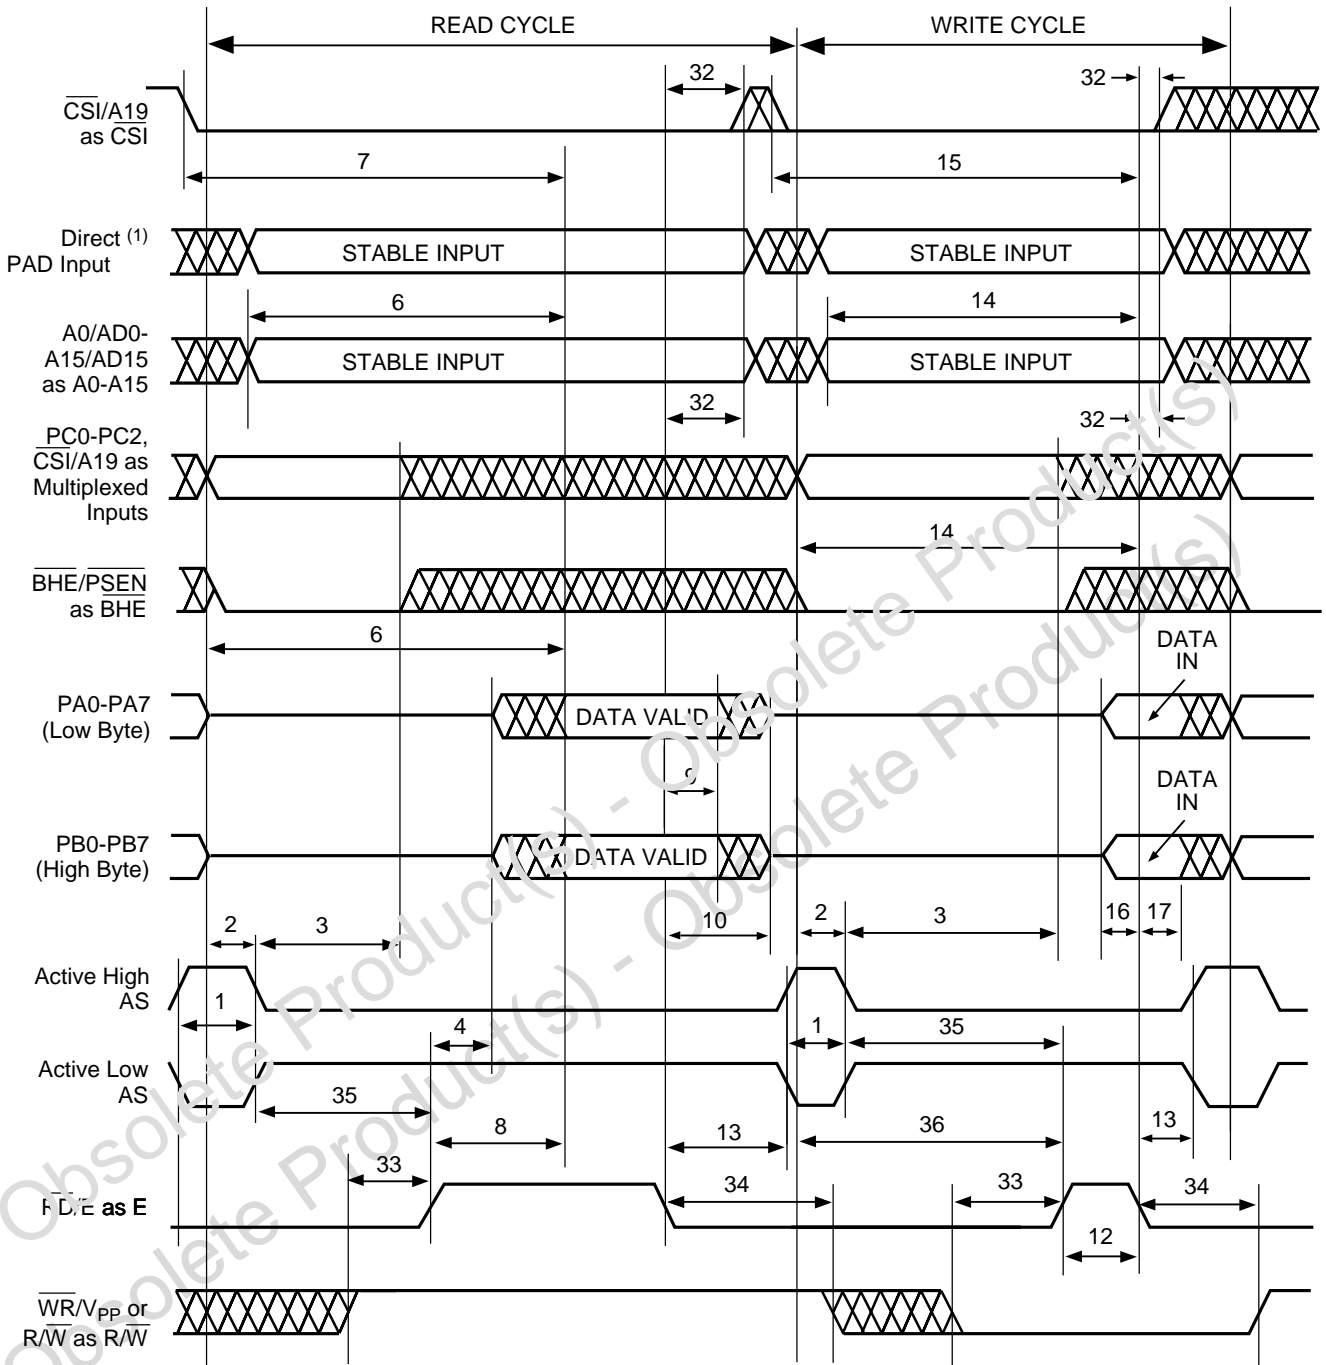 READ CYCLE
WRITE CYCLE
32
32
CSI/A19
as CSI
7
15
Direct (1)
PAD Input
STABLE INPUT
STABLE INPUT
6
14
A0/AD0-
A15/AD15
as A0-A15
STABLE INPUT
STABLE INPUT
32
32
PC0-PC2,
CSI/A19 as
Multiplexed
Inputs
14
BHE/PSEN
as BHE
6
DATA
IN
PA0-PA7
(Low Byte)
DATA VALID
9
DATA
IN
PB0-PB7
(High Byte)
DATA VALID
2
3
10
2
3
16
17
Active High
AS
1
4
1
35
Active Low
AS
35
8
13
36
13
33
34
33
34
RD/E as E
12
WR/VPP or
R/W as R/W
Obsolete Product(s) - Obsolete Product(s)
Obsolete Product(s) - Obsolete Product(s)